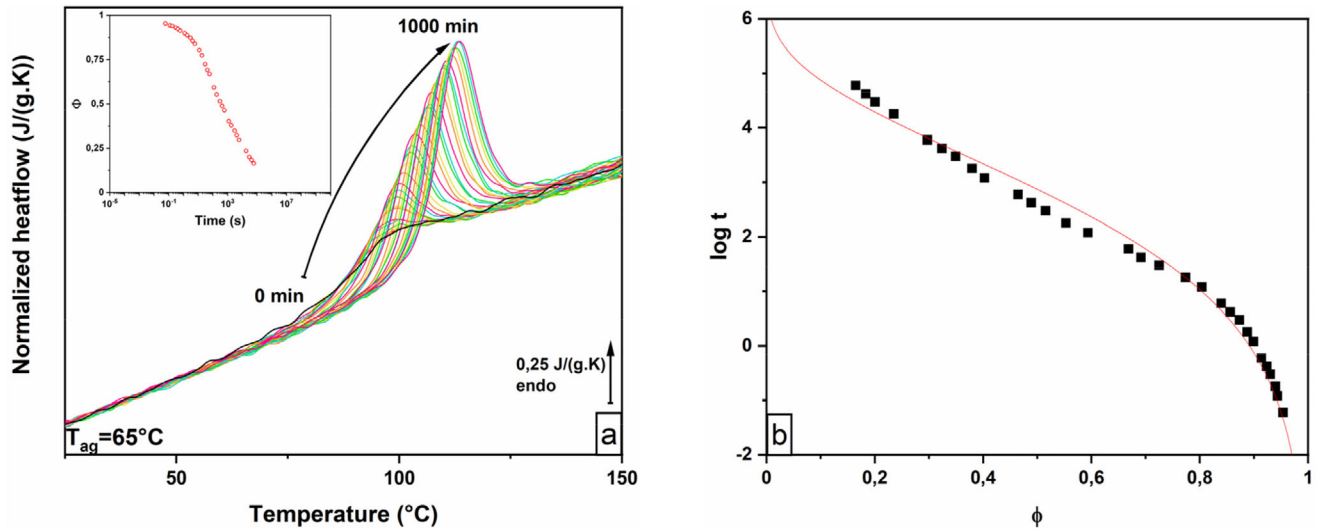 Normalized heatflow (J/(g.K))
1
0,75
0,5
0,25
0
Φ
10⁻⁵ 10⁻¹ 10³ 10⁷
Time (s)
1000 min
0 min
0,25 J/(g.K)
endo
Tₐg=65°C
a
50 100 150
Temperature (°C)
log t
6
4
2
0
-2
b
0 0,2 0,4 0,6 0,8 1
ϕ